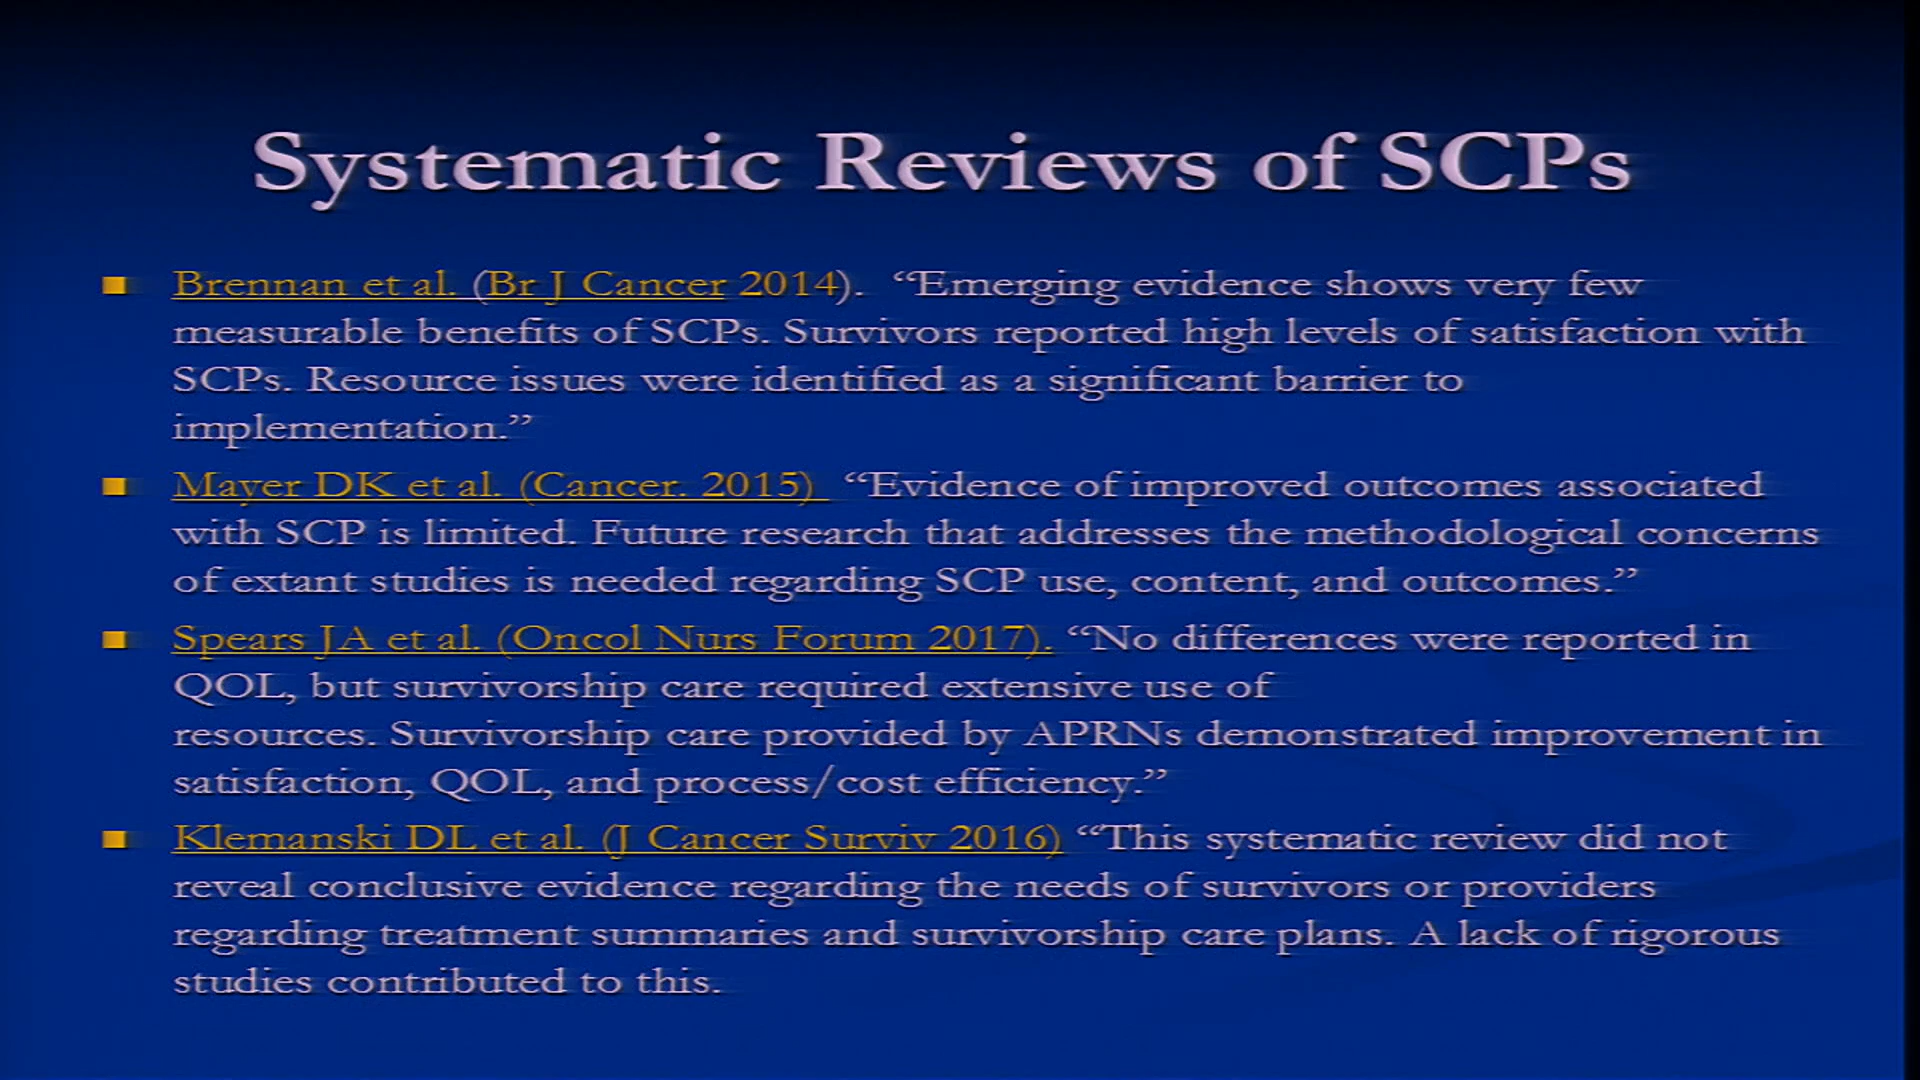 Systematic Reviews of SCPs
■ Brennan et al. (Br J Cancer 2014). “Emerging evidence shows very few
measurable benefits of SCPs. Survivors reported high levels of satisfaction with
SCPs. Resource issues were identified as a significant barrier to
implementation.”
■ Mayer DK et al. (Cancer. 2015) “Evidence of improved outcomes associated
with SCP is limited. Future research that addresses the methodological concerns
of extant studies is needed regarding SCP use, content, and outcomes.”
■ Spears JA et al. (Oncol Nurs Forum 2017). “No differences were reported in
QOL, but survivorship care required extensive use of
resources. Survivorship care provided by APRNs demonstrated improvement in
satisfaction, QOL, and process/cost efficiency.”
■ Klemanski DL et al. (J Cancer Surviv 2016) “This systematic review did not
reveal conclusive evidence regarding the needs of survivors or providers
regarding treatment summaries and survivorship care plans. A lack of rigorous
studies contributed to this.